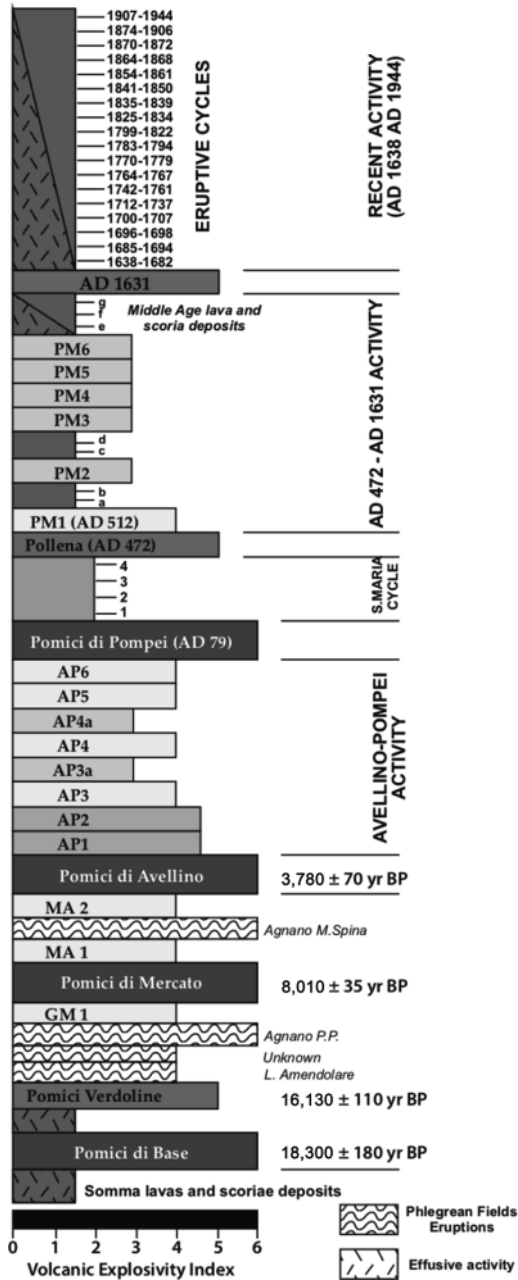 1907-1944
1874-1906
1870-1872
1864-1868
1854-1861
1841-1850
1835-1839
1825-1834
1799-1822
1783-1794
1770-1779
1764-1767
1742-1761
1712-1737
1700-1707
1696-1698
1685-1694
1638-1682
ERUPTIVE CYCLES
RECENT ACTIVITY
(AD 1638 AD 1944)
AD 1631
g
f
e
Middle Age lava and
scoria deposits
PM6
PM5
PM4
PM3
d
c
PM2
b
a
PM1 (AD 512)
AD 472 - AD 1631 ACTIVITY
Pollena (AD 472)
4
3
2
1
S.MARIA
CYCLE
Pomici di Pompei (AD 79)
AP6
AP5
AP4a
AP4
AP3a
AP3
AP2
AP1
AVELLINO-POMPEI
ACTIVITY
Pomici di Avellino
3,780 ± 70 yr BP
MA 2
Agnano M.Spina
MA 1
Pomici di Mercato
8,010 ± 35 yr BP
GM 1
Agnano P.P.
Unknown
L. Amendolare
Pomici Verdoline
16,130 ± 110 yr BP
Pomici di Base
18,300 ± 180 yr BP
Somma lavas and scoriae deposits
0 1 2 3 4 5 6
Volcanic Explosivity Index
Phlegrean Fields
Eruptions
Effusive activity